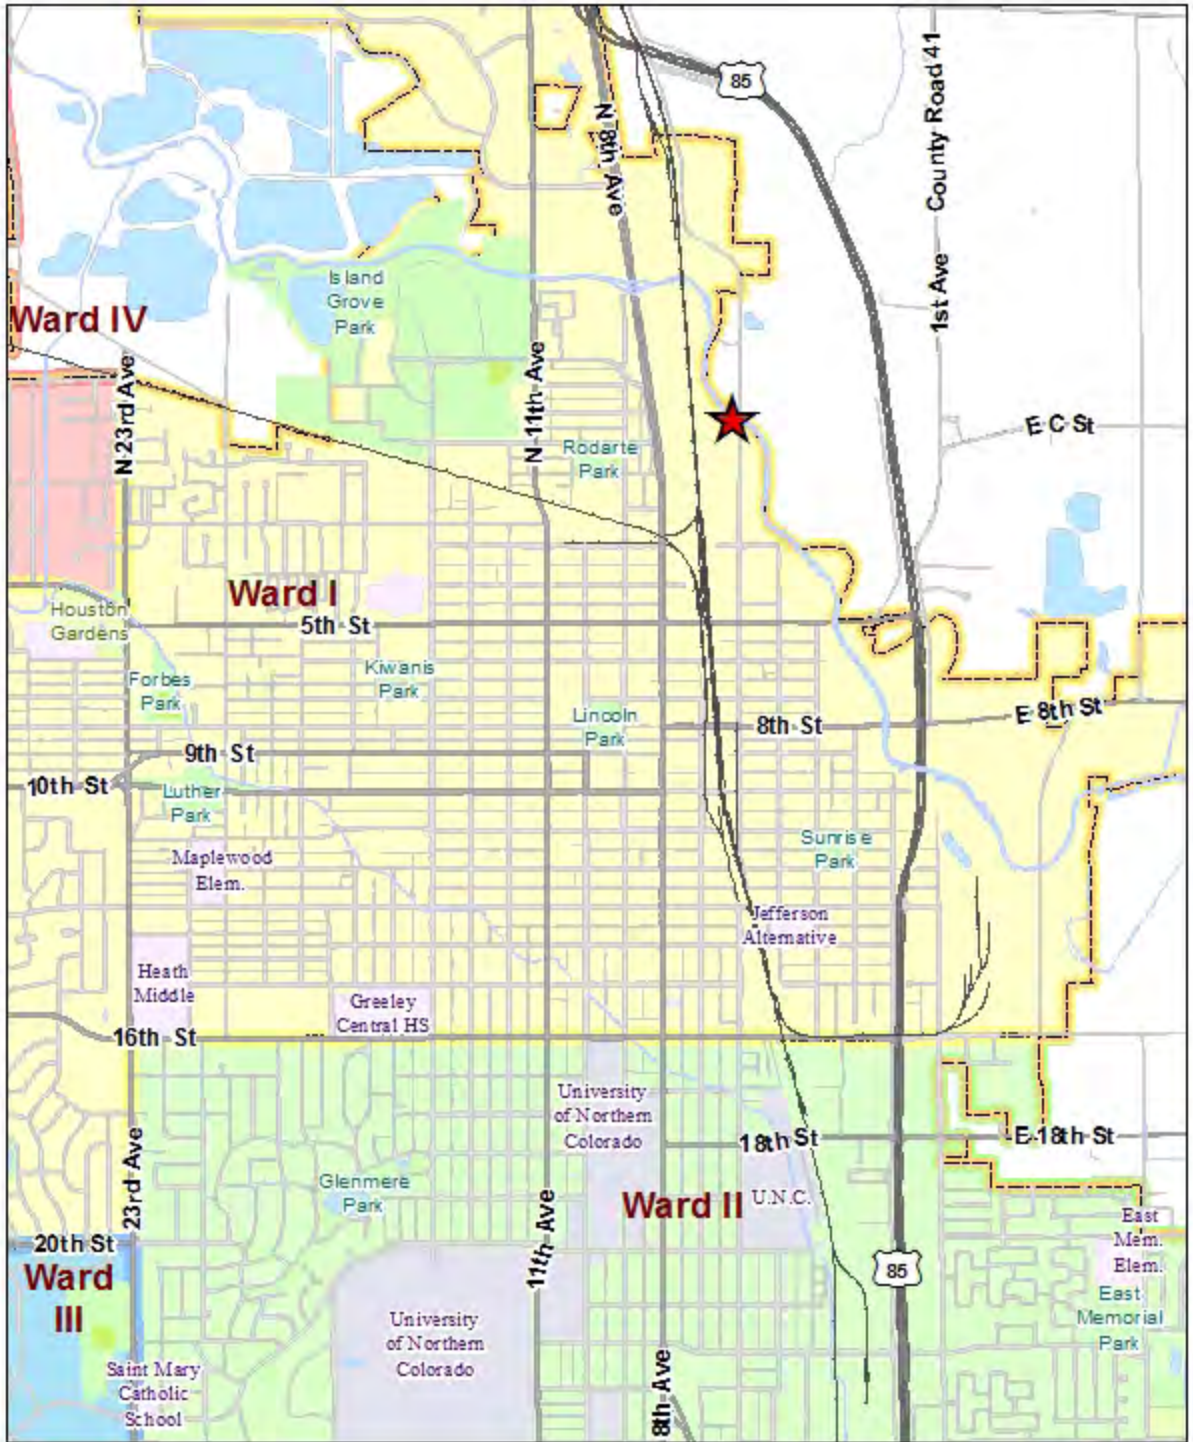 85
N 8th Ave
1st Ave
County Road 41
Island
Grove
Park
Ward IV
N 23rd Ave
N 11th Ave
E C St
Rodarte
Park
Ward I
Houston
Gardens
5th St
Kiwanis
Park
Forbes
Park
Lincoln
Park
8th St
E 8th St
9th St
10th St
Luther
Park
Sunrise
Park
Maplewood
Elem.
Jefferson
Alternative
Heath
Middle
Greeley
Central HS
16th St
University
of Northern
Colorado
18th St
E 18th St
23rd Ave
Glenmere
Park
11th Ave
Ward II
U.N.C.
East
Mem.
Elem.
20th St
Ward
III
85
East
Memorial
Park
University
of Northern
Colorado
Saint Mary
Catholic
School
8th Ave